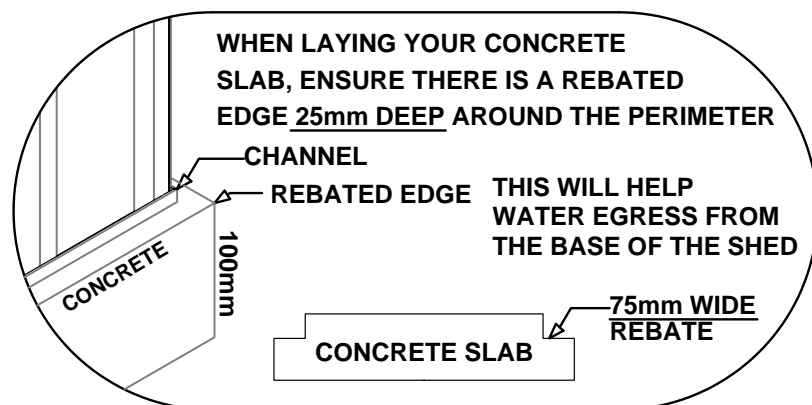 WHEN LAYING YOUR CONCRETE
SLAB, ENSURE THERE IS A REBATED
EDGE 25mm DEEP AROUND THE PERIMETER
CHANNEL
REBATED EDGE
THIS WILL HELP
WATER EGRESS FROM
THE BASE OF THE SHED
CONCRETE
100mm
75mm WIDE
REBATE
CONCRETE SLAB